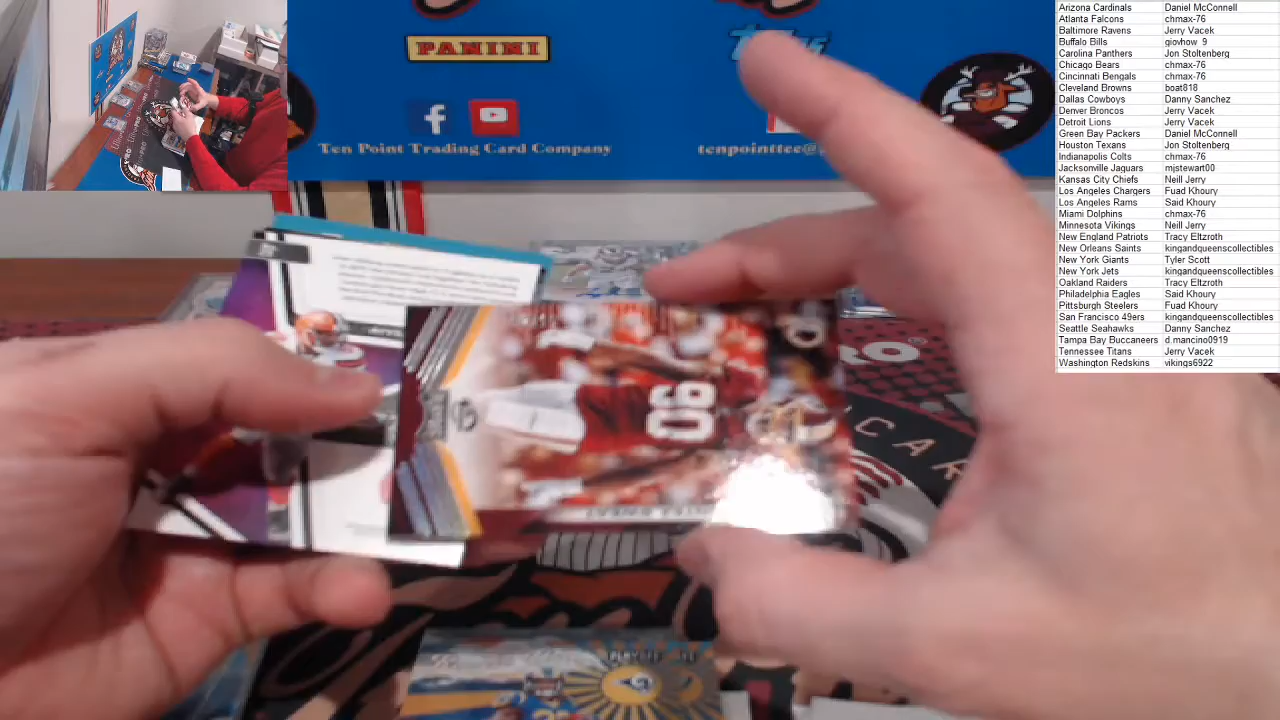 PANINI
Topps
Ten Point Trading Card Company
tenpointtcc@
Arizona Cardinals Daniel McConnell
Atlanta Falcons chmax-76
Baltimore Ravens Jerry Vacek
Buffalo Bills giovhow_9
Carolina Panthers Jon Stoltenberg
Chicago Bears chmax-76
Cincinnati Bengals chmax-76
Cleveland Browns boat818
Dallas Cowboys Danny Sanchez
Denver Broncos Jerry Vacek
Detroit Lions Jerry Vacek
Green Bay Packers Daniel McConnell
Houston Texans Jon Stoltenberg
Indianapolis Colts chmax-76
Jacksonville Jaguars mjstewart00
Kansas City Chiefs Neill Jerry
Los Angeles Chargers Fuad Khoury
Los Angeles Rams Said Khoury
Miami Dolphins chmax-76
Minnesota Vikings Neill Jerry
New England Patriots Tracy Eltzroth
New Orleans Saints kingandqueenscollectibles
New York Giants Tyler Scott
New York Jets kingandqueenscollectibles
Oakland Raiders Tracy Eltzroth
Philadelphia Eagles Said Khoury
Pittsburgh Steelers Fuad Khoury
San Francisco 49ers kingandqueenscollectibles
Seattle Seahawks Danny Sanchez
Tampa Bay Buccaneers d.mancino0919
Tennessee Titans Jerry Vacek
Washington Redskins vikings6922
90
CAR